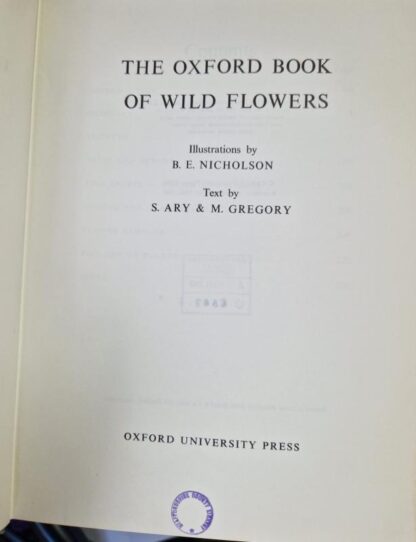 THE OXFORD BOOK
OF WILD FLOWERS
Illustrations by
B. E. NICHOLSON
Text by
S. ARY & M. GREGORY
OXFORD UNIVERSITY PRESS